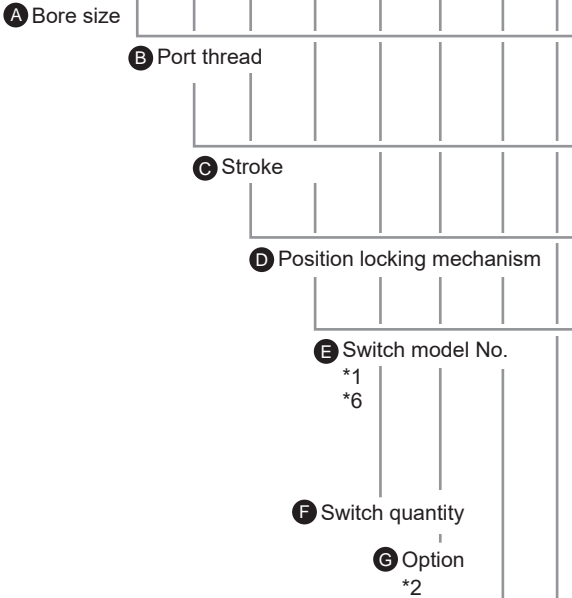 A Bore size
B Port thread
C Stroke
D Position locking mechanism
E Switch model No.
*1
*6
F Switch quantity
G Option
*2